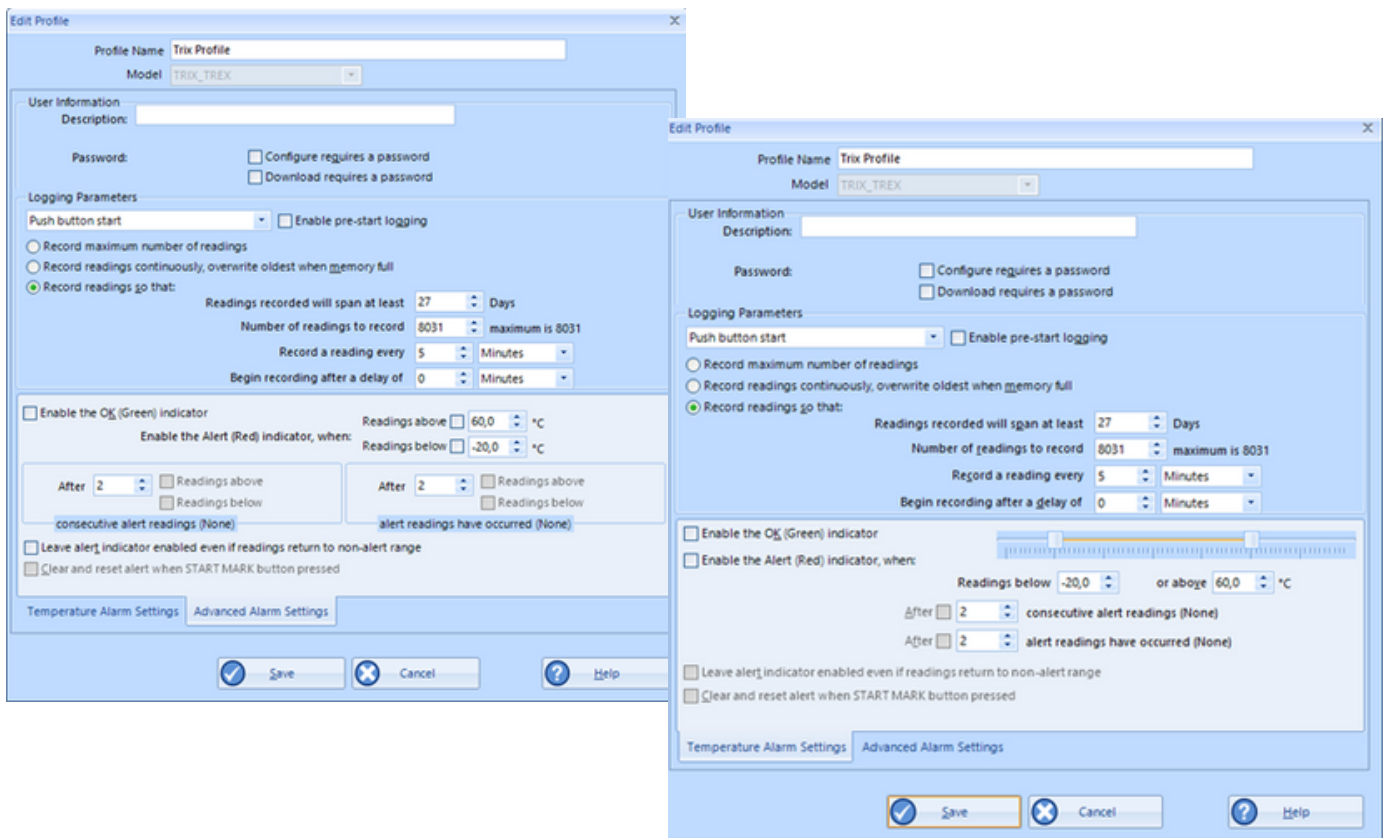 Edit Profile
Profile Name Trix Profile
Model TRIX_TREX
User Information
Description:
Password:
Configure requires a password
Download requires a password
Logging Parameters
Push button start Enable pre-start logging
Record maximum number of readings
Record readings continuously, overwrite oldest when memory full
Record readings so that:
Readings recorded will span at least 27 Days
Number of readings to record 8031 maximum is 8031
Record a reading every 5 Minutes
Begin recording after a delay of 0 Minutes
Enable the OK (Green) indicator
Enable the Alert (Red) indicator, when:
Readings above 60,0 °C
Readings below -20,0 °C
After 2 Readings above
Readings below
consecutive alert readings (None)
After 2 Readings above
Readings below
alert readings have occurred (None)
Leave alert indicator enabled even if readings return to non-alert range
Clear and reset alert when START MARK button pressed
Temperature Alarm Settings Advanced Alarm Settings
Save Cancel Help
Edit Profile
Profile Name Trix Profile
Model TRIX_TREX
User Information
Description:
Password:
Configure requires a password
Download requires a password
Logging Parameters
Push button start Enable pre-start logging
Record maximum number of readings
Record readings continuously, overwrite oldest when memory full
Record readings so that:
Readings recorded will span at least 27 Days
Number of readings to record 8031 maximum is 8031
Record a reading every 5 Minutes
Begin recording after a delay of 0 Minutes
Enable the OK (Green) indicator
Enable the Alert (Red) indicator, when:
Readings below -20,0 or above 60,0 °C
After 2 consecutive alert readings (None)
After 2 alert readings have occurred (None)
Leave alert indicator enabled even if readings return to non-alert range
Clear and reset alert when START MARK button pressed
Temperature Alarm Settings Advanced Alarm Settings
Save Cancel Help